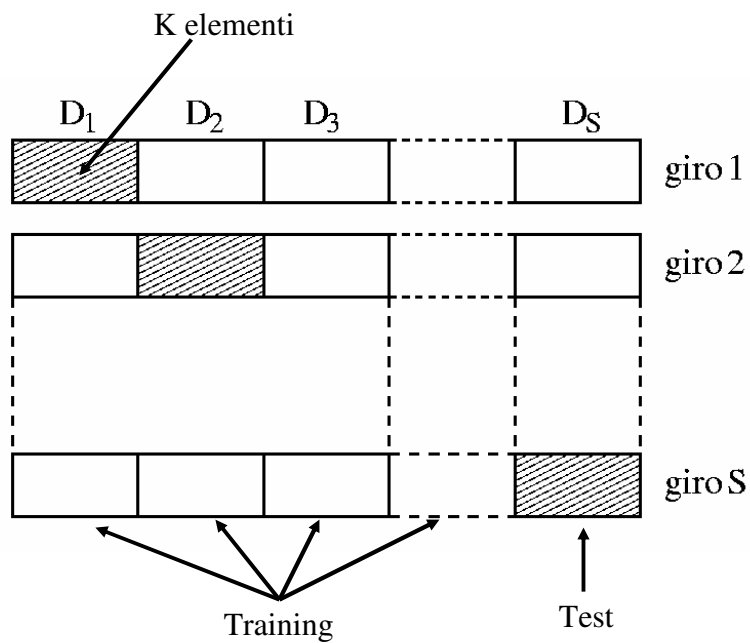 K elementi
D1 D2 D3 DS
giro 1
giro 2
giro S
Training
Test